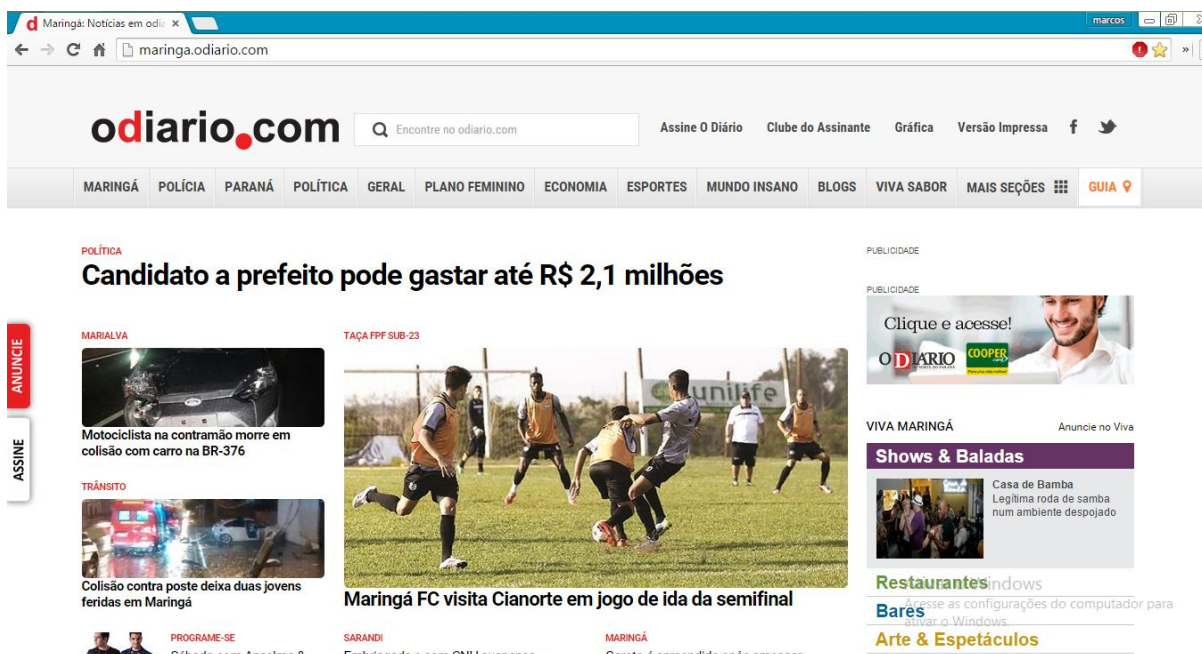 Maringá: Notícias em odia
marcos
maringa.odiario.com
odiario.com
Encontre no odiario.com
Assine O Diário
Clube do Assinante
Gráfica
Versão Impressa
MARINGÁ POLÍCIA PARANÁ POLÍTICA GERAL PLANO FEMININO ECONOMIA ESPORTES MUNDO INSANO BLOGS VIVA SABOR MAIS SEÇÕES GUIA
POLÍTICA
Candidato a prefeito pode gastar até R$ 2,1 milhões
ANUNCIE
ASSINE
MARIALVA
Motociclista na contramão morre em
colisão com carro na BR-376
TRÂNSITO
Colisão contra poste deixa duas jovens
feridas em Maringá
TAÇA FPF SUB-23
unilife
Maringá FC visita Cianorte em jogo de ida da semifinal
PROGRAME-SE
SARANDI
MARINGÁ
PUBLICIDADE
PUBLICIDADE
Clique e acesse!
O DIÁRIO
COOPER
VIVA MARINGÁ
Anuncie no Viva
Shows & Baladas
Casa de Bamba
Legítima roda de samba
num ambiente despojado
Restaurantes
Bares
Arte & Espetáculos
Windows
Acesse as configurações do computador para
ativar o Windows.